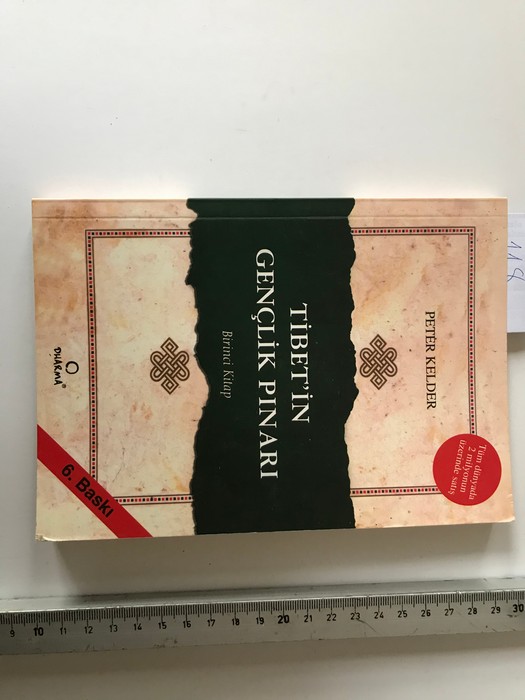 PETER KELDER
Tüm dünyada
2 milyonun
üzerinde satış
TİBET'İN
GENÇLİK PINARI
Birinci Kitap
DHARMA®
6. Baskı
118
9 10 11 12 13 14 15 16 17 18 19 20 21 22 23 24 25 26 27 28 29 30